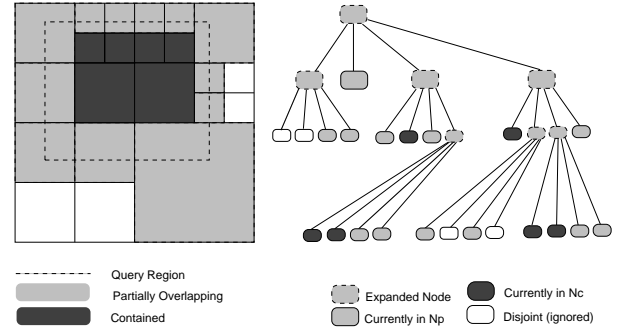 Query Region
Partially Overlapping
Contained
Expanded Node
Currently in Np
Currently in Nc
Disjoint (ignored)